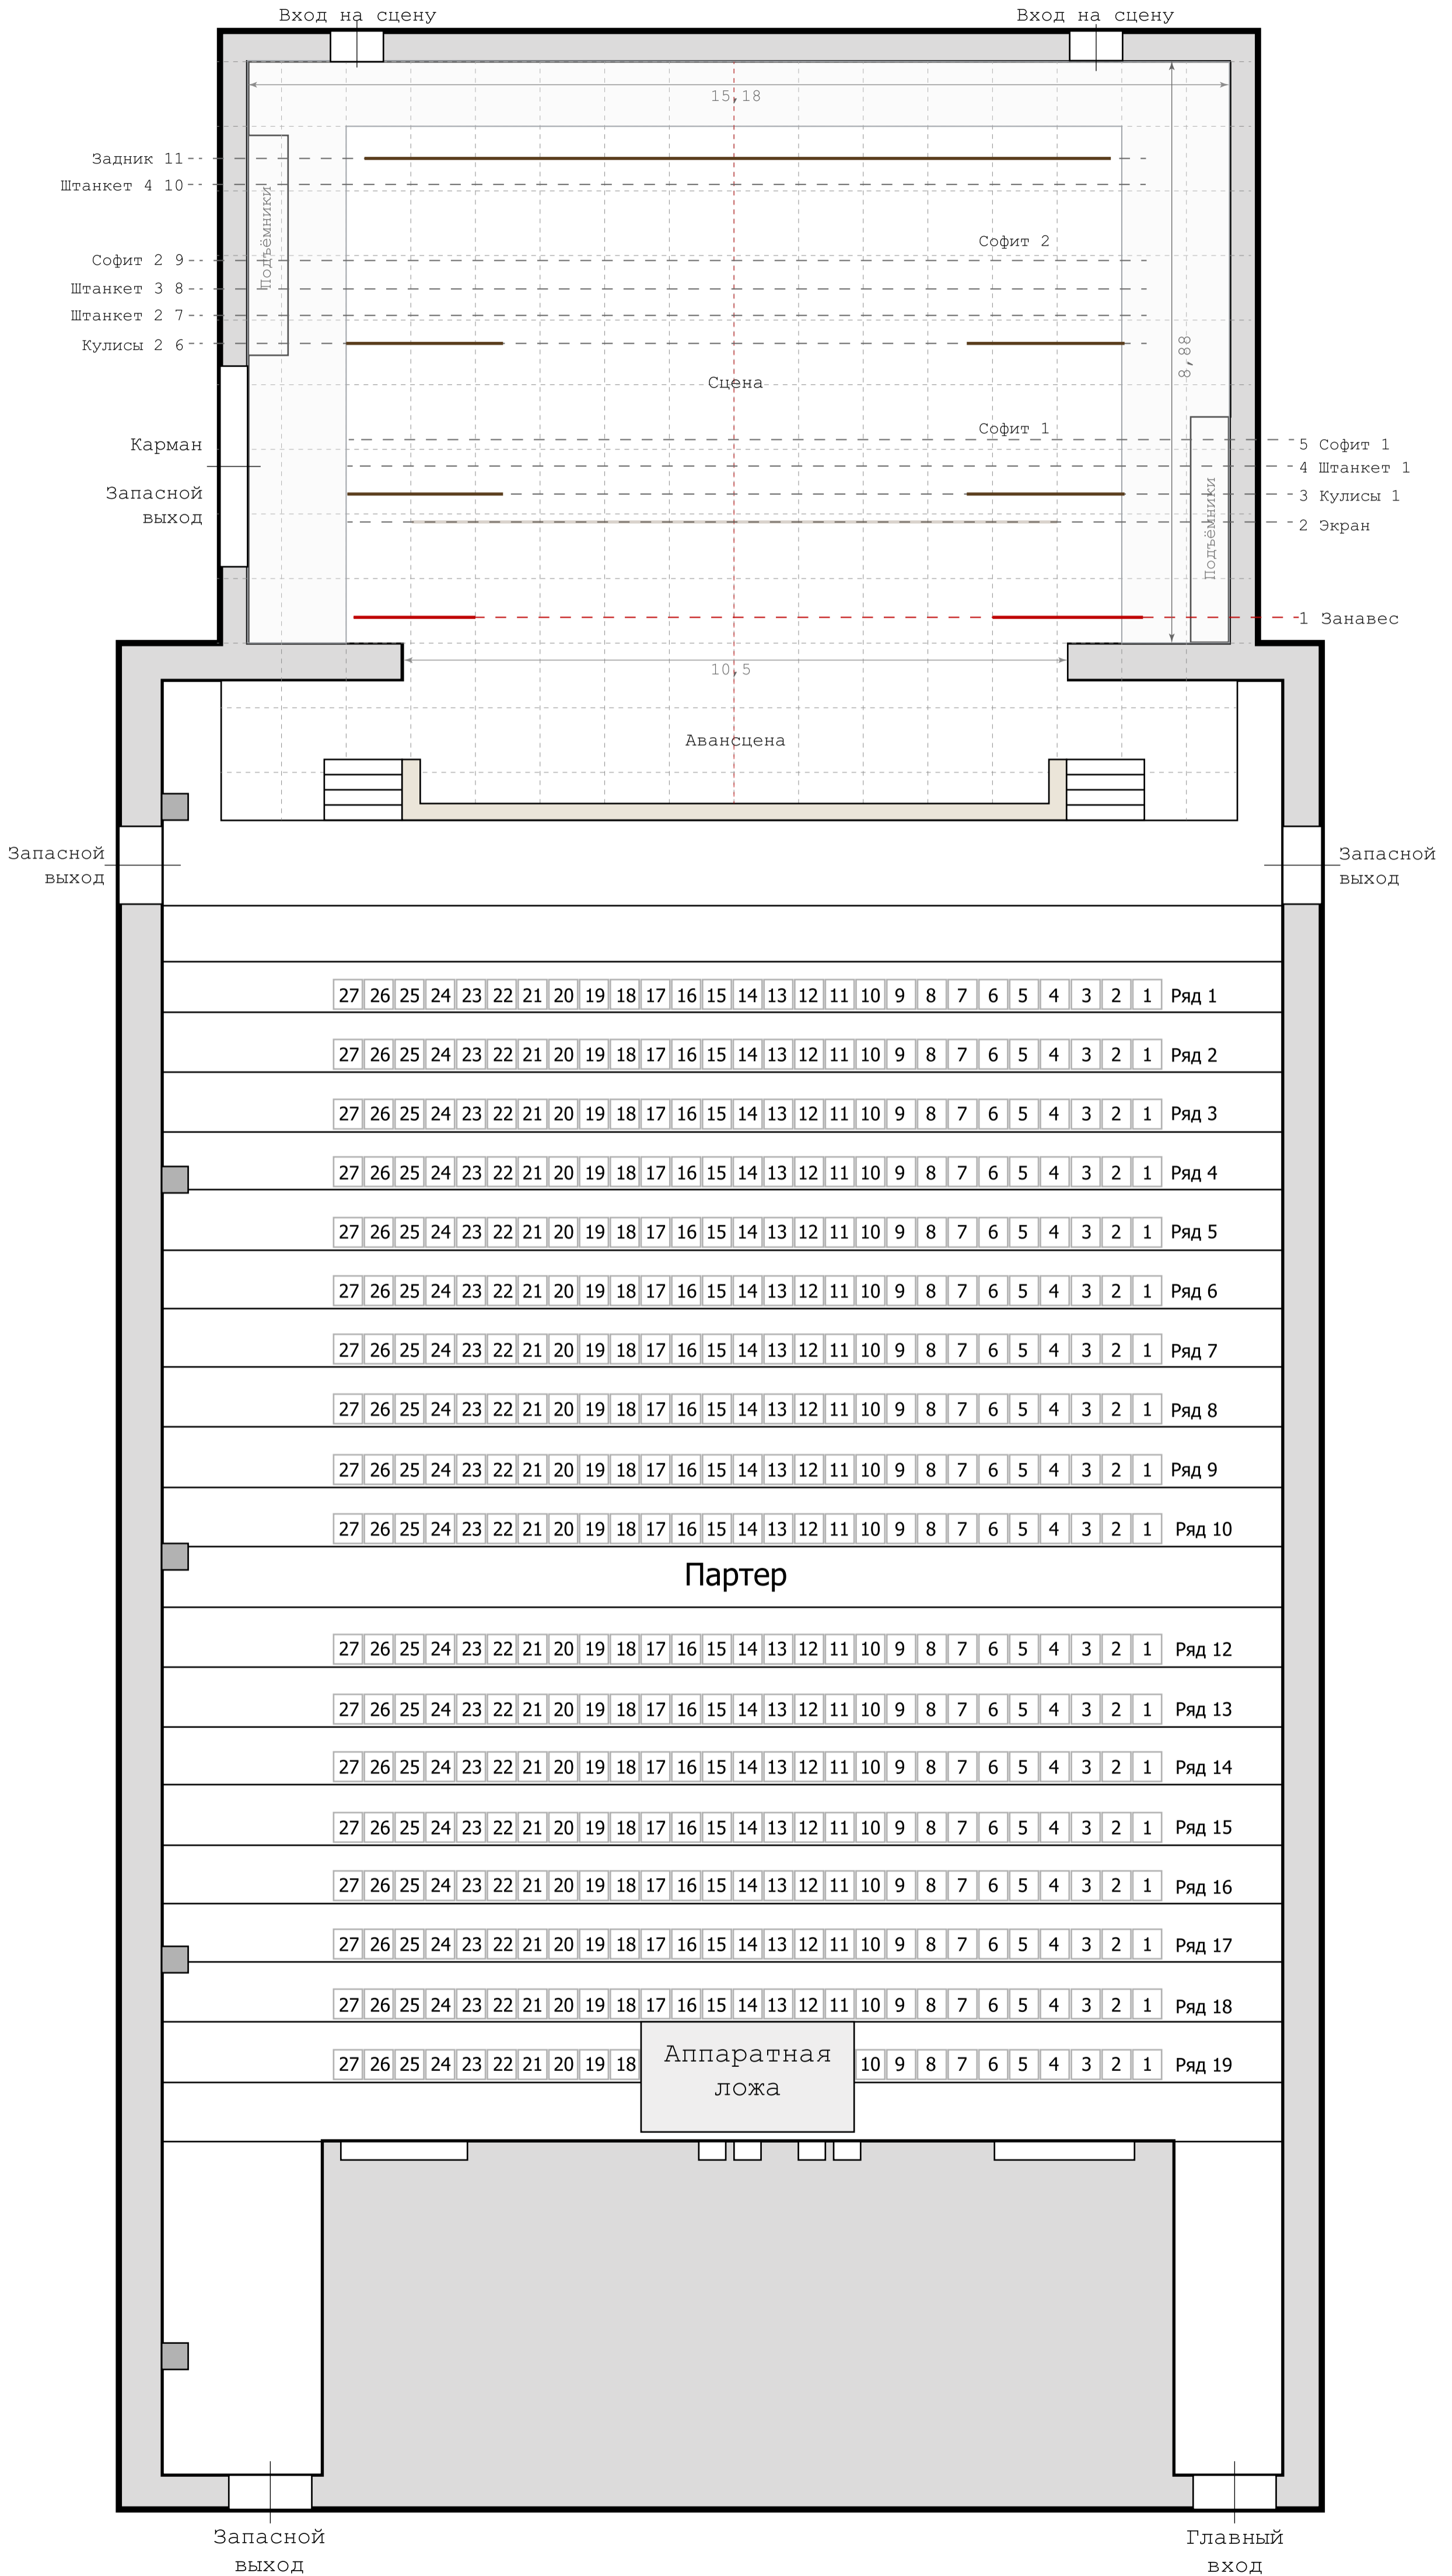 Вход на сцену
Вход на сцену
15,18
Задник 11
Штанкет 4 10
Подъёмники
Софит 2
Софит 2 9
Штанкет 3 8
Штанкет 2 7
Кулисы 2 6
8,88
Сцена
Софит 1
Карман
5 Софит 1
4 Штанкет 1
Запасной
выход
3 Кулисы 1
Подъёмники
2 Экран
1 Занавес
10,5
Авансцена
Запасной
выход
Запасной
выход
27 26 25 24 23 22 21 20 19 18 17 16 15 14 13 12 11 10 9 8 7 6 5 4 3 2 1 Ряд 1
27 26 25 24 23 22 21 20 19 18 17 16 15 14 13 12 11 10 9 8 7 6 5 4 3 2 1 Ряд 2
27 26 25 24 23 22 21 20 19 18 17 16 15 14 13 12 11 10 9 8 7 6 5 4 3 2 1 Ряд 3
27 26 25 24 23 22 21 20 19 18 17 16 15 14 13 12 11 10 9 8 7 6 5 4 3 2 1 Ряд 4
27 26 25 24 23 22 21 20 19 18 17 16 15 14 13 12 11 10 9 8 7 6 5 4 3 2 1 Ряд 5
27 26 25 24 23 22 21 20 19 18 17 16 15 14 13 12 11 10 9 8 7 6 5 4 3 2 1 Ряд 6
27 26 25 24 23 22 21 20 19 18 17 16 15 14 13 12 11 10 9 8 7 6 5 4 3 2 1 Ряд 7
27 26 25 24 23 22 21 20 19 18 17 16 15 14 13 12 11 10 9 8 7 6 5 4 3 2 1 Ряд 8
27 26 25 24 23 22 21 20 19 18 17 16 15 14 13 12 11 10 9 8 7 6 5 4 3 2 1 Ряд 9
27 26 25 24 23 22 21 20 19 18 17 16 15 14 13 12 11 10 9 8 7 6 5 4 3 2 1 Ряд 10
Партер
27 26 25 24 23 22 21 20 19 18 17 16 15 14 13 12 11 10 9 8 7 6 5 4 3 2 1 Ряд 12
27 26 25 24 23 22 21 20 19 18 17 16 15 14 13 12 11 10 9 8 7 6 5 4 3 2 1 Ряд 13
27 26 25 24 23 22 21 20 19 18 17 16 15 14 13 12 11 10 9 8 7 6 5 4 3 2 1 Ряд 14
27 26 25 24 23 22 21 20 19 18 17 16 15 14 13 12 11 10 9 8 7 6 5 4 3 2 1 Ряд 15
27 26 25 24 23 22 21 20 19 18 17 16 15 14 13 12 11 10 9 8 7 6 5 4 3 2 1 Ряд 16
27 26 25 24 23 22 21 20 19 18 17 16 15 14 13 12 11 10 9 8 7 6 5 4 3 2 1 Ряд 17
27 26 25 24 23 22 21 20 19 18 17 16 15 14 13 12 11 10 9 8 7 6 5 4 3 2 1 Ряд 18
27 26 25 24 23 22 21 20 19 18 10 9 8 7 6 5 4 3 2 1 Ряд 19
Аппаратная
ложа
Запасной
выход
Главный
вход